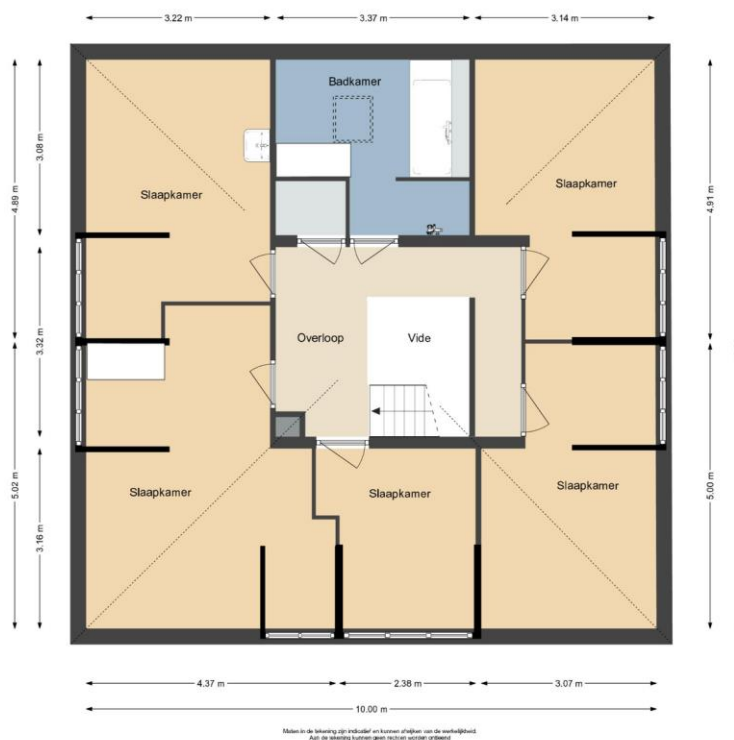 3.22 m
3.37 m
3.14 m
Badkamer
3.08 m
4.89 m
4.91 m
Slaapkamer
Slaapkamer
3.32 m
Overloop
Vide
5.02 m
3.16 m
5.00 m
Slaapkamer
Slaapkamer
Slaapkamer
4.37 m
2.38 m
3.07 m
10.00 m
Maten in de tekening zijn indicatief en kunnen afwijken van de werkelijkheid.
Aan de tekening kunnen geen rechten worden ontleend